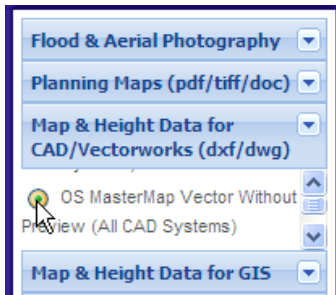 Flood & Aerial Photography
Planning Maps (pdf/tiff/doc)
Map & Height Data for
CAD/Vectorworks (dxf/dwg)
OS MasterMap Vector Without
Preview (All CAD Systems)
Map & Height Data for GIS